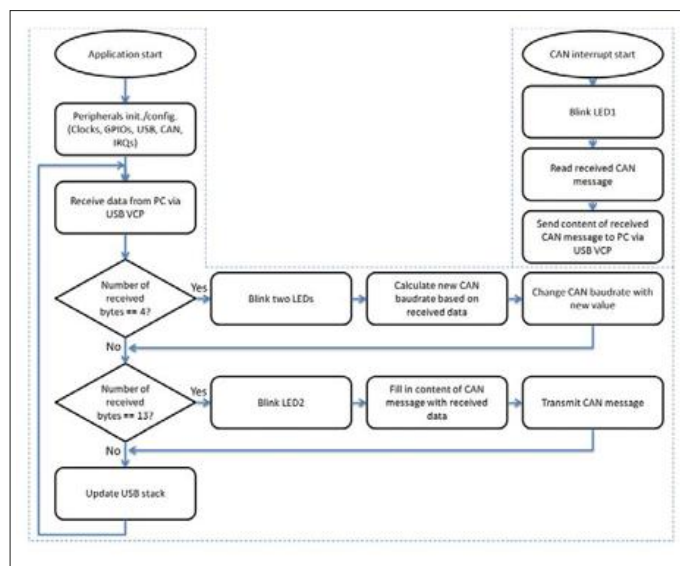 Application start
Peripherals init./config.
(Clocks, GPIOs, USB, CAN,
IRQs)
Receive data from PC via
USB VCP
Number of
received
bytes == 4?
Yes
Blink two LEDs
Calculate new CAN
baudrate based on
received data
Change CAN baudrate with
new value
No
Number of
received
bytes == 13?
Yes
Blink LED2
Fill in content of CAN
message with received
data
Transmit CAN message
No
Update USB stack
CAN interrupt start
Blink LED1
Read received CAN
message
Send content of received
CAN message to PC via
USB VCP